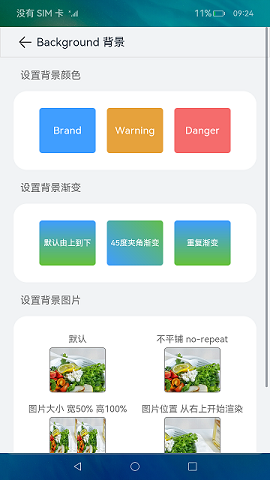 没有 SIM 卡
11%
09:24
Background 背景
设置背景颜色
Brand
Warning
Danger
设置背景渐变
默认由上到下
45度夹角渐变
重复渐变
设置背景图片
默认
不平铺 no-repeat
图片大小 宽50% 高100%
图片位置 从右上开始渲染